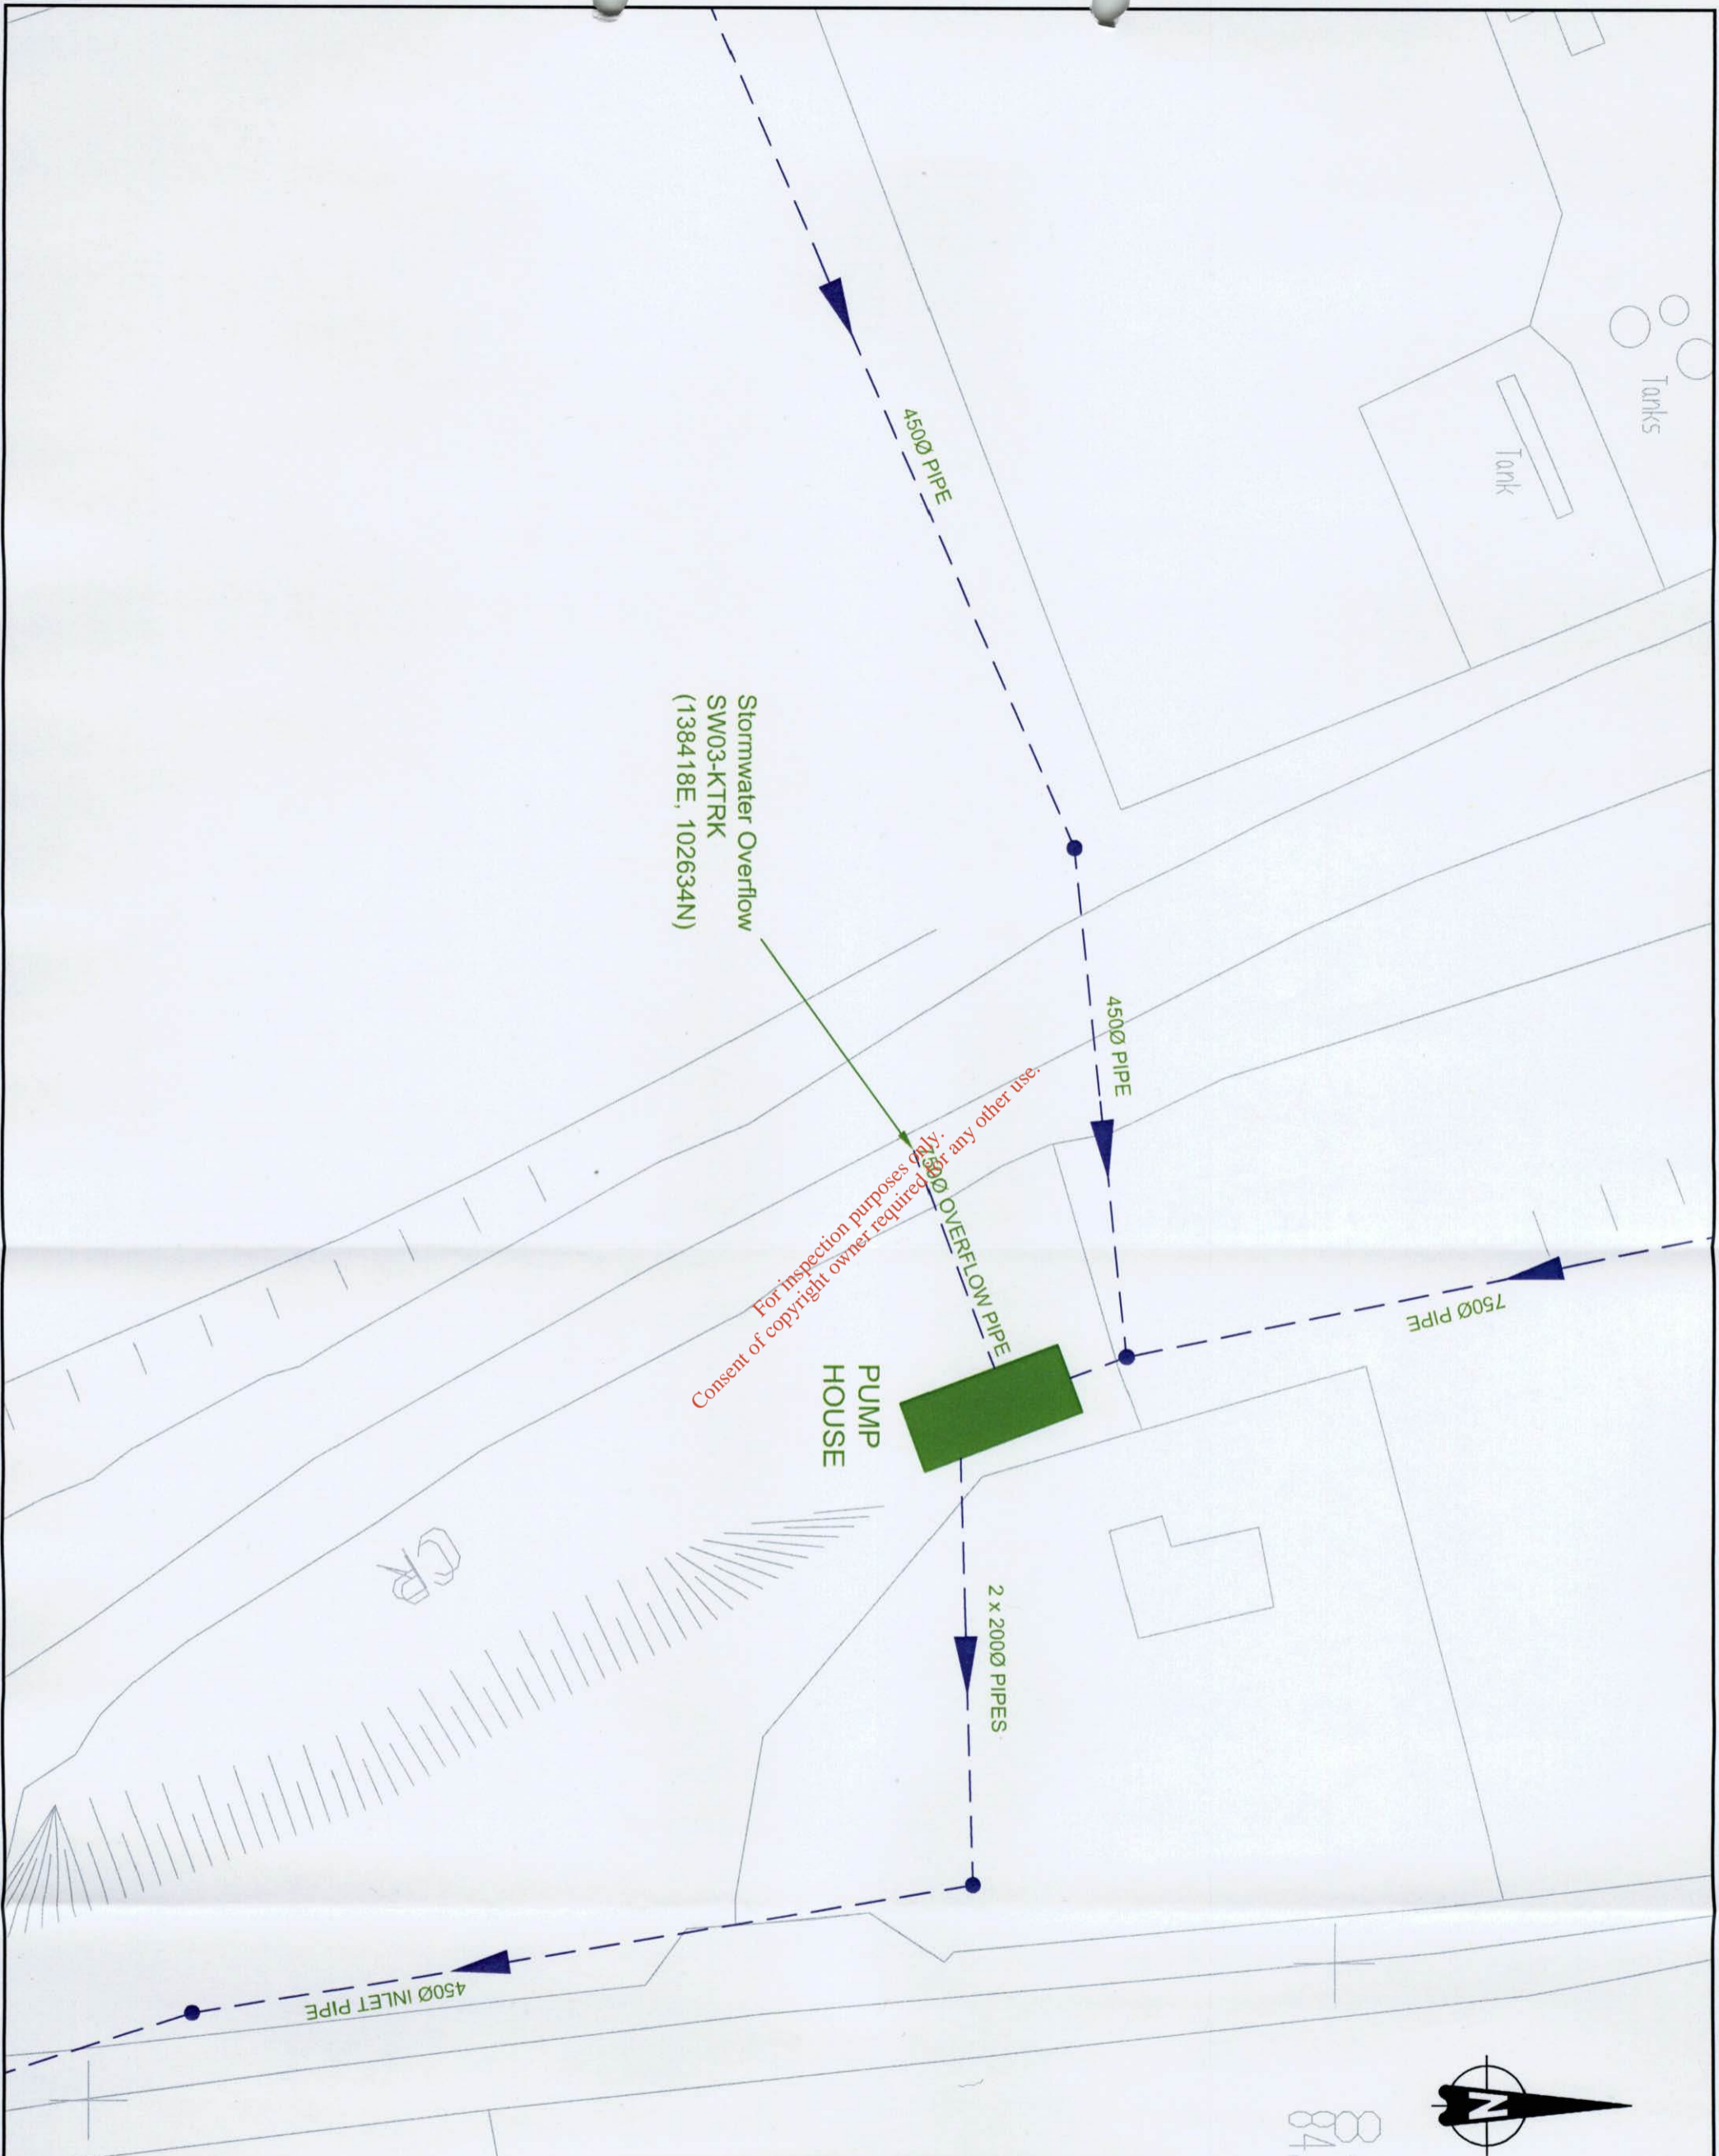 Tanks
Tank
450Ø PIPE
Stormwater Overflow
SW03-KTRK
(138418E, 102634N)
450Ø PIPE
750Ø OVERFLOW PIPE
750Ø PIPE
PUMP
HOUSE
2 x 200Ø PIPES
450Ø INLET PIPE
CR
N
For inspection purposes only.
Consent of copyright owner required for any other use.